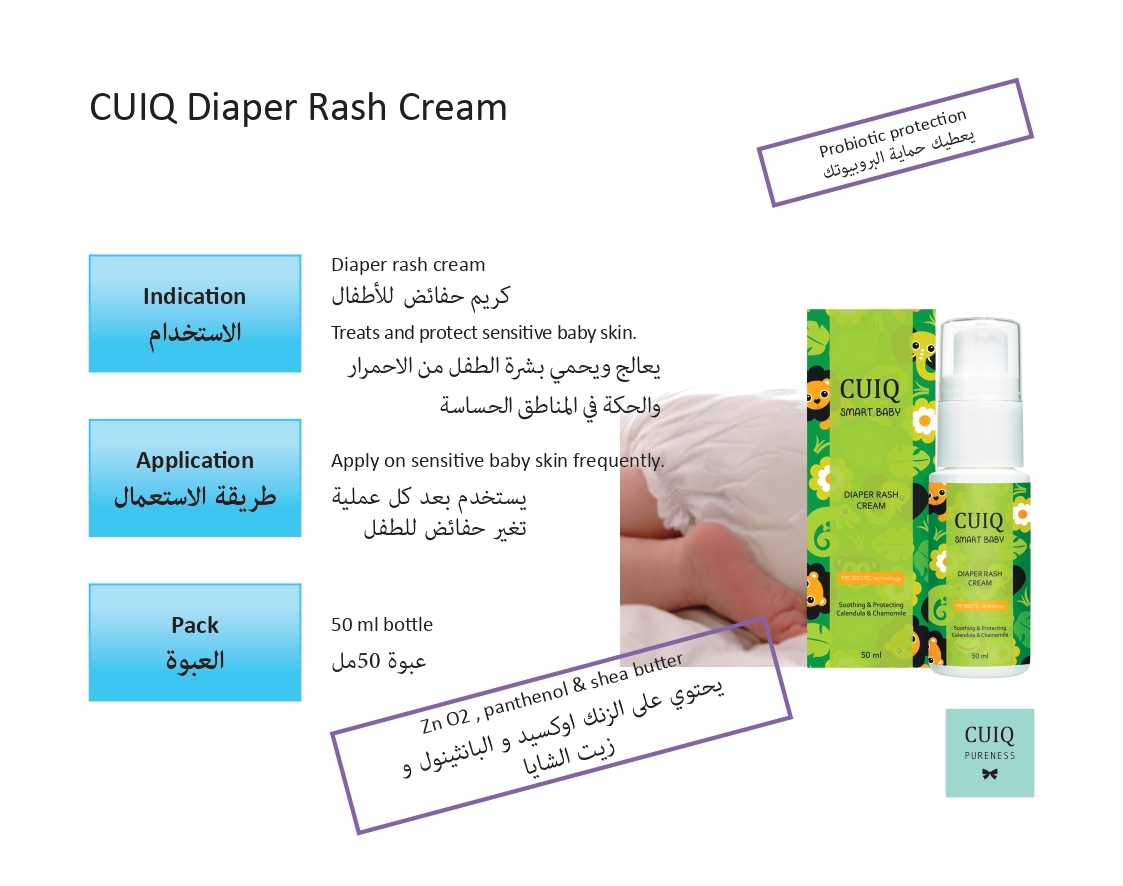 CUIQ Diaper Rash Cream
Probiotic protection
يعطيك حماية البروبيوتك
Indication
الاستخدام
Diaper rash cream
كريم حفائض للأطفال
Treats and protect sensitive baby skin.
يعالج ويحمي بشرة الطفل من الاحمرار
والحكة في المناطق الحساسة
Application
طريقة الاستعمال
Apply on sensitive baby skin frequently.
يستخدم بعد كل عملية
تغير حفائض للطفل
Pack
العبوة
50 ml bottle
عبوة 50مل
Zn O2 , panthenol & shea butter
يحتوي على الزنك اوكسيد و البانثينول و
زيت الشايا
CUIQ
SMART BABY
DIAPER RASH
CREAM
PROBIOTIC technology
Soothing & Protecting
Calendula & Chamomile
50 ml
CUIQ
SMART BABY
DIAPER RASH
CREAM
PROBIOTIC technology
Soothing & Protecting
Calendula & Chamomile
50 ml
CUIQ
PURENESS